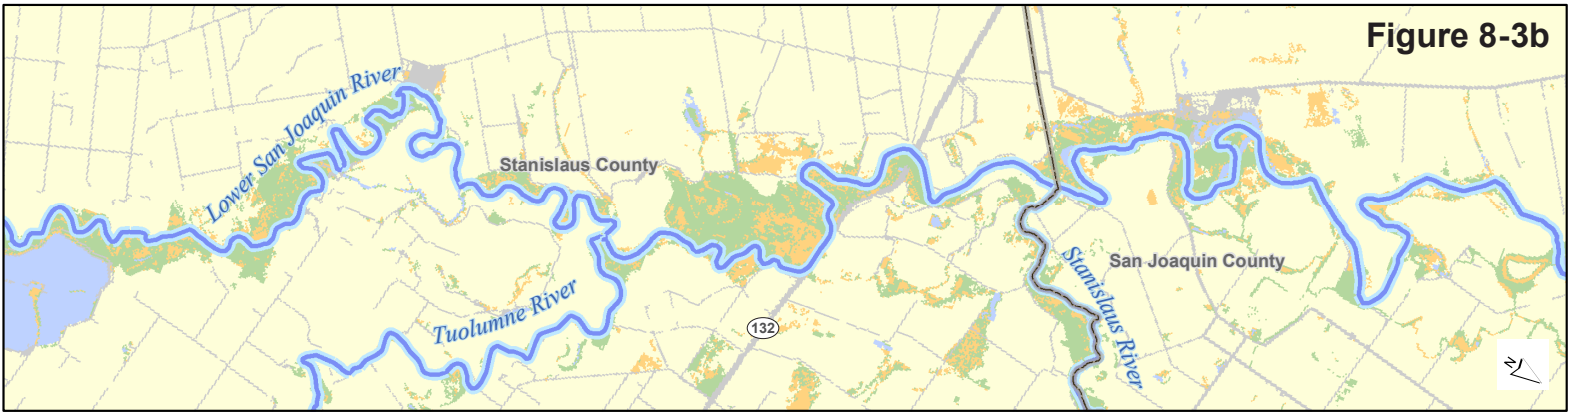 Figure 8-3b
Lower San Joaquin River
Stanislaus County
Tuolumne River
132
Stanislaus River
San Joaquin County
N